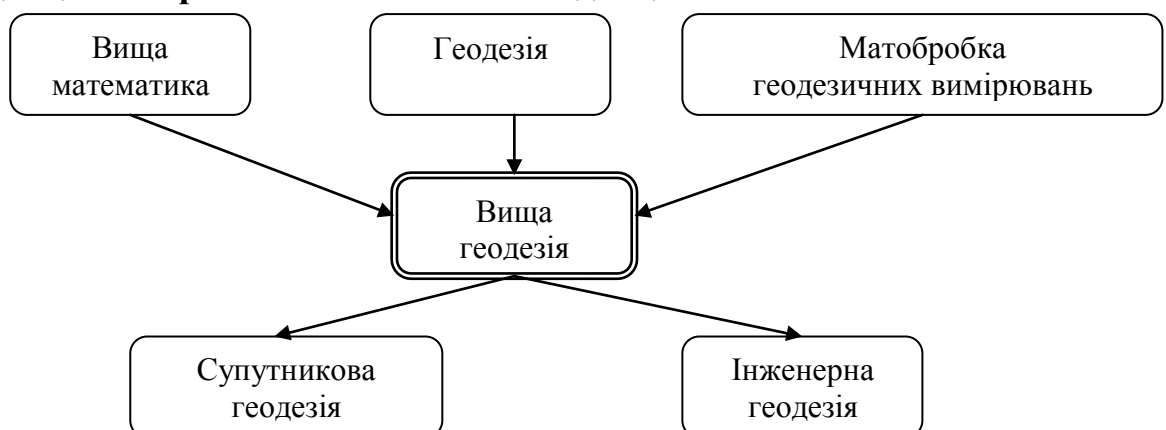 Вища
математика
Геодезія
Матобробка
геодезичних вимірювань
Вища
геодезія
Супутникова
геодезія
Інженерна
геодезія